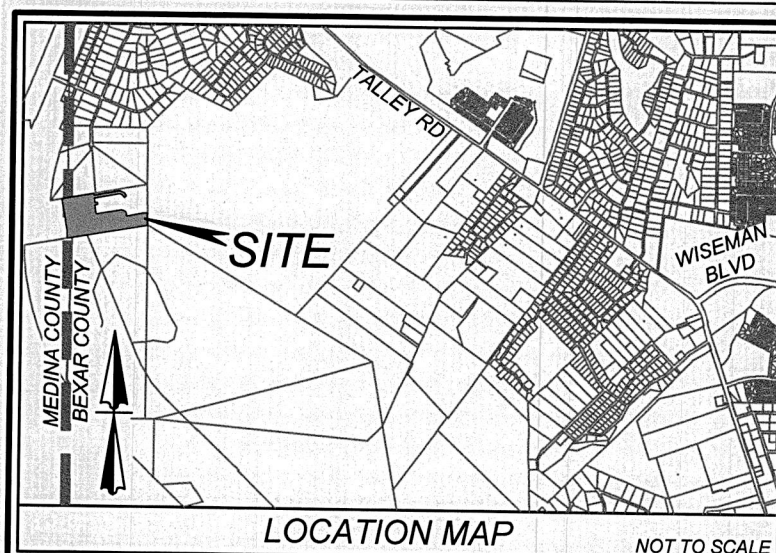 TALLEY RD
WISEMAN
BLVD
SITE
MEDINA COUNTY
BEXAR COUNTY
LOCATION MAP
NOT TO SCALE